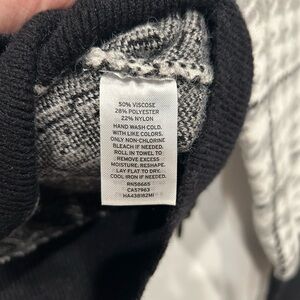 50% VISCOSE
28% POLYESTER
22% NYLON
HAND WASH COLD.
WITH LIKE COLORS.
ONLY NON-CHLORINE
BLEACH IF NEEDED.
ROLL IN TOWEL TO
REMOVE EXCESS
MOISTURE. RESHAPE.
LAY FLAT TO DRY.
COOL IRON IF NEEDED.
RN58665
CA57963
HA438182MI